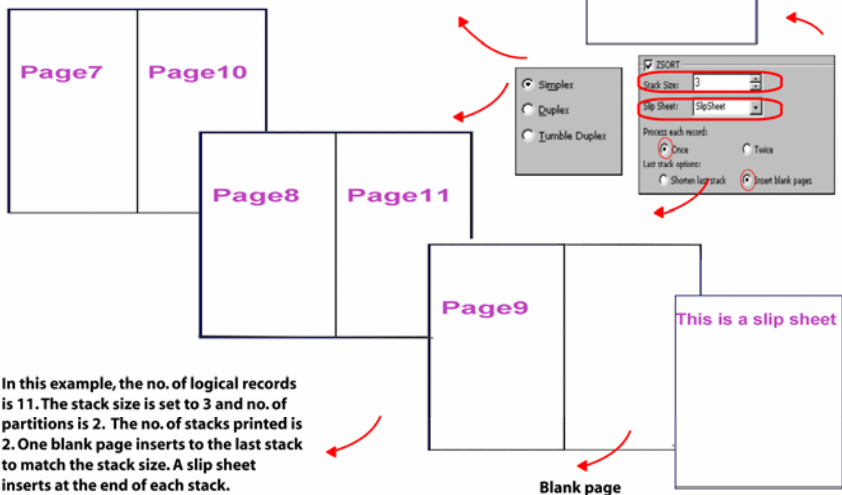 Page7 Page10
Simplex
Duplex
Tumble Duplex
ZSORT
Stack Size: 3
Slip Sheet: SlipSheet
Process each record:
Once Twice
Last stack options:
Shorten last stack Insert blank pages
Page8 Page11
Page9
This is a slip sheet
In this example, the no. of logical records
is 11. The stack size is set to 3 and no. of
partitions is 2. The no. of stacks printed is
2. One blank page inserts to the last stack
to match the stack size. A slip sheet
inserts at the end of each stack.
Blank page